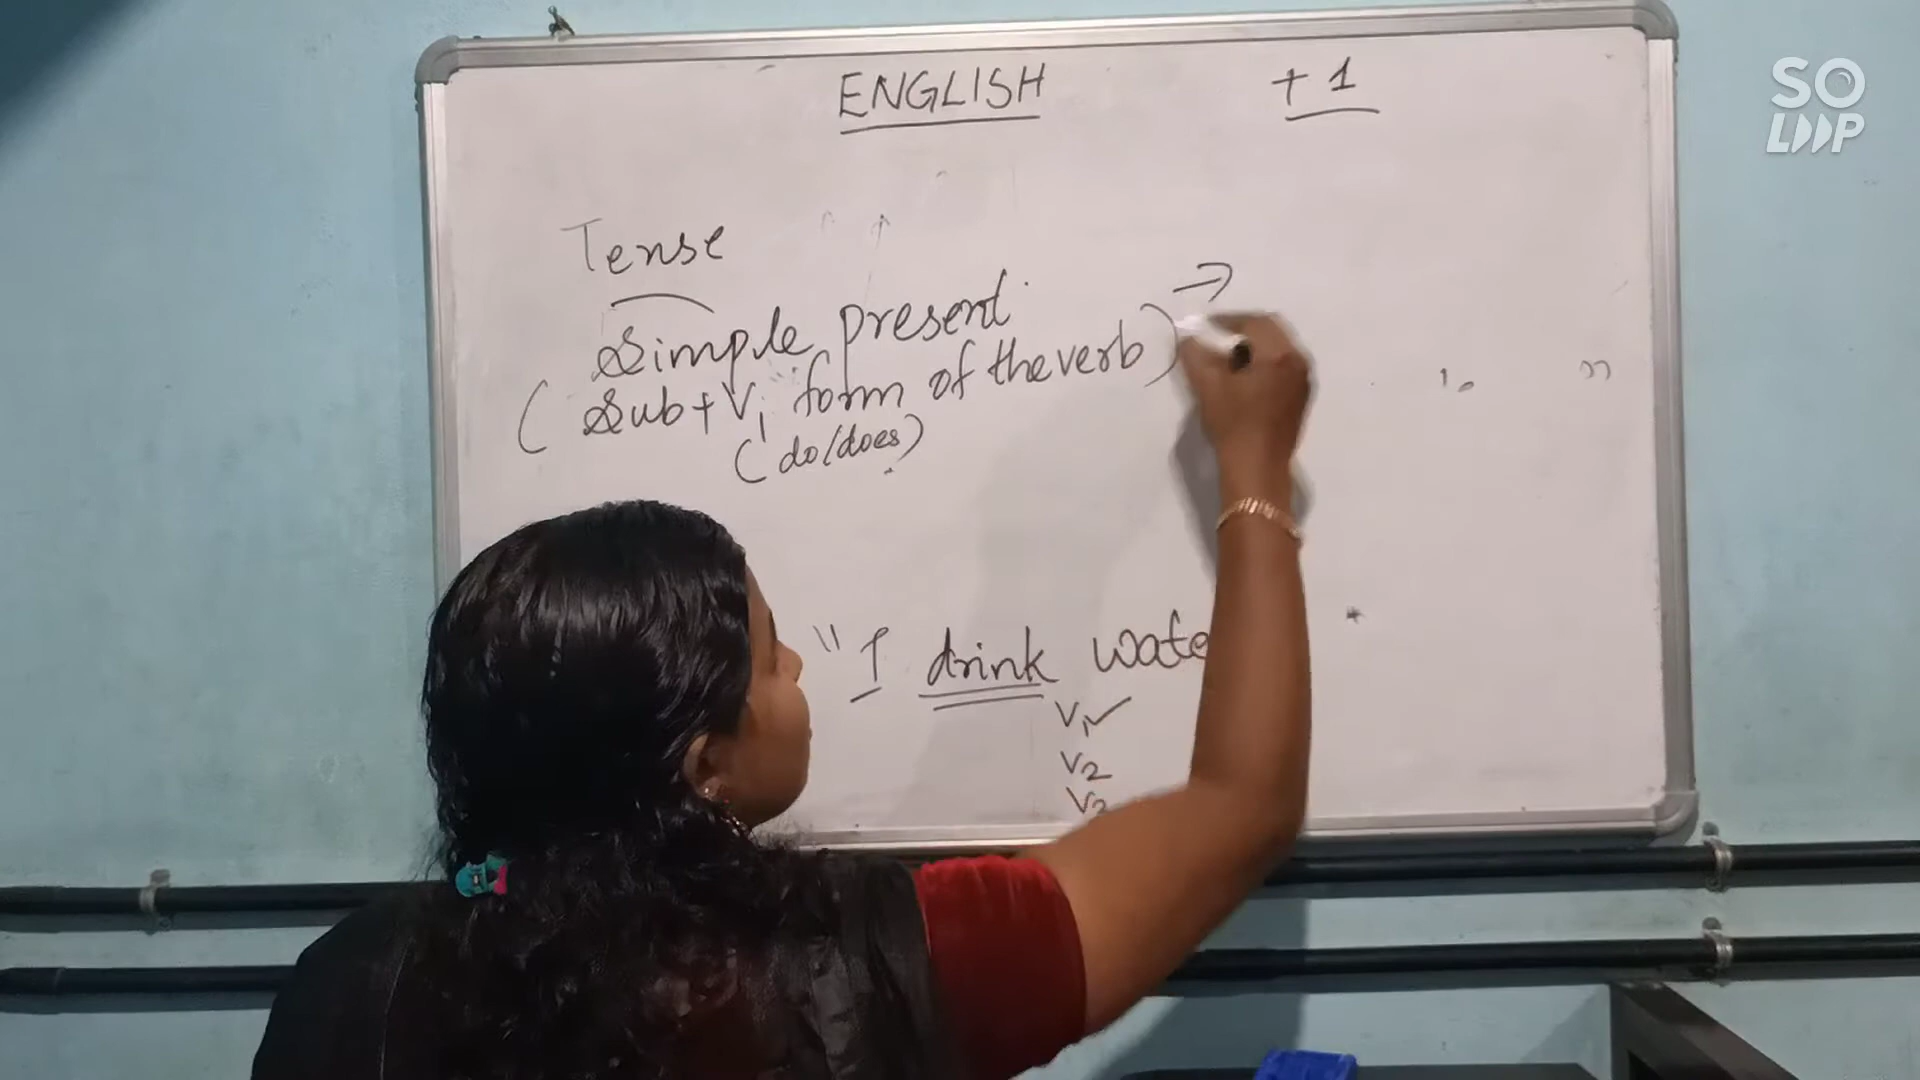 ENGLISH +1
SO
LOOP
Tense
Simple present
(Sub + V1 form of the verb) →
(do/does)
"I drink wate
V1 ✓
V2
V3